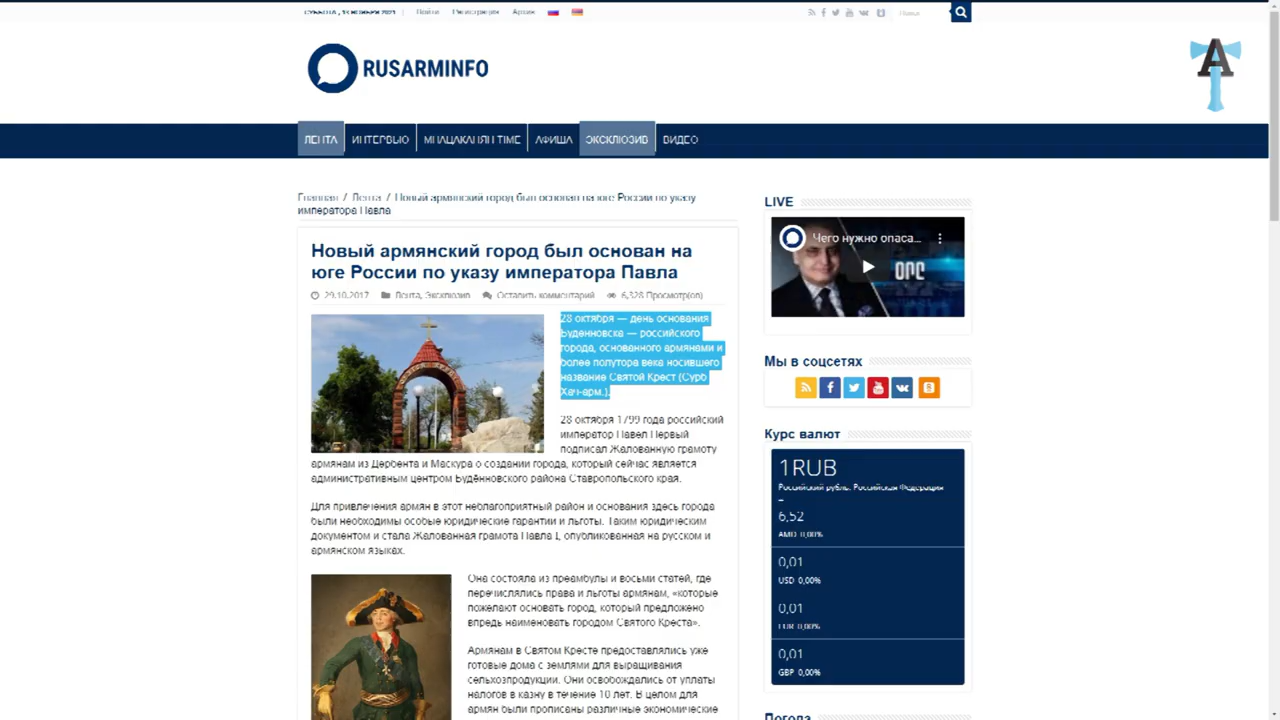 СУББОТА , 13 НОЯБРЯ 2021
Войти
Регистрация
Архив
Поиск
RUSARMINFO
A
ЛЕНТА
ИНТЕРВЬЮ
МНАЦАКАНЯН TIME
АФИША
ЭКСКЛЮЗИВ
ВИДЕО
Главная / Лента / Новый армянский город был основан на юге России по указу
императора Павла
Новый армянский город был основан на
юге России по указу императора Павла
29.10.2017
Лента, Эксклюзив
Оставить комментарий
6,328 Просмотр(ов)
28 октября — день основания
Буденновска — российского
города, основанного армянами и
более полутора века носившего
название Святой Крест (Сурб
Хач-арм.).
28 октября 1799 года российский
император Павел Первый
подписал Жалованную грамоту
армянам из Дербента и Маскура о создании города, который сейчас является
административным центром Будённовского района Ставропольского края.
Для привлечения армян в этот неблагоприятный район и основания здесь города
были необходимы особые юридические гарантии и льготы. Таким юридическим
документом и стала Жалованная грамота Павла I, опубликованная на русском и
армянском языках.
Она состояла из преамбулы и восьми статей, где
перечислялись права и льготы армянам, «которые
пожелают основать город, который предложено
впредь наименовать городом Святого Креста».
Армянам в Святом Кресте предоставлялись уже
готовые дома с землями для выращивания
сельхозпродукции. Они освобождались от уплаты
налогов в казну в течение 10 лет. В целом для
армян были прописаны различные экономические
LIVE
Чего нужно опаса...
Мы в соцсетях
Курс валют
1RUB
Российский рубль. Российская Федерация
–
6,52
AMD 0,00%
0,01
USD 0,00%
0,01
EUR 0,00%
0,01
GBP 0,00%
Погода